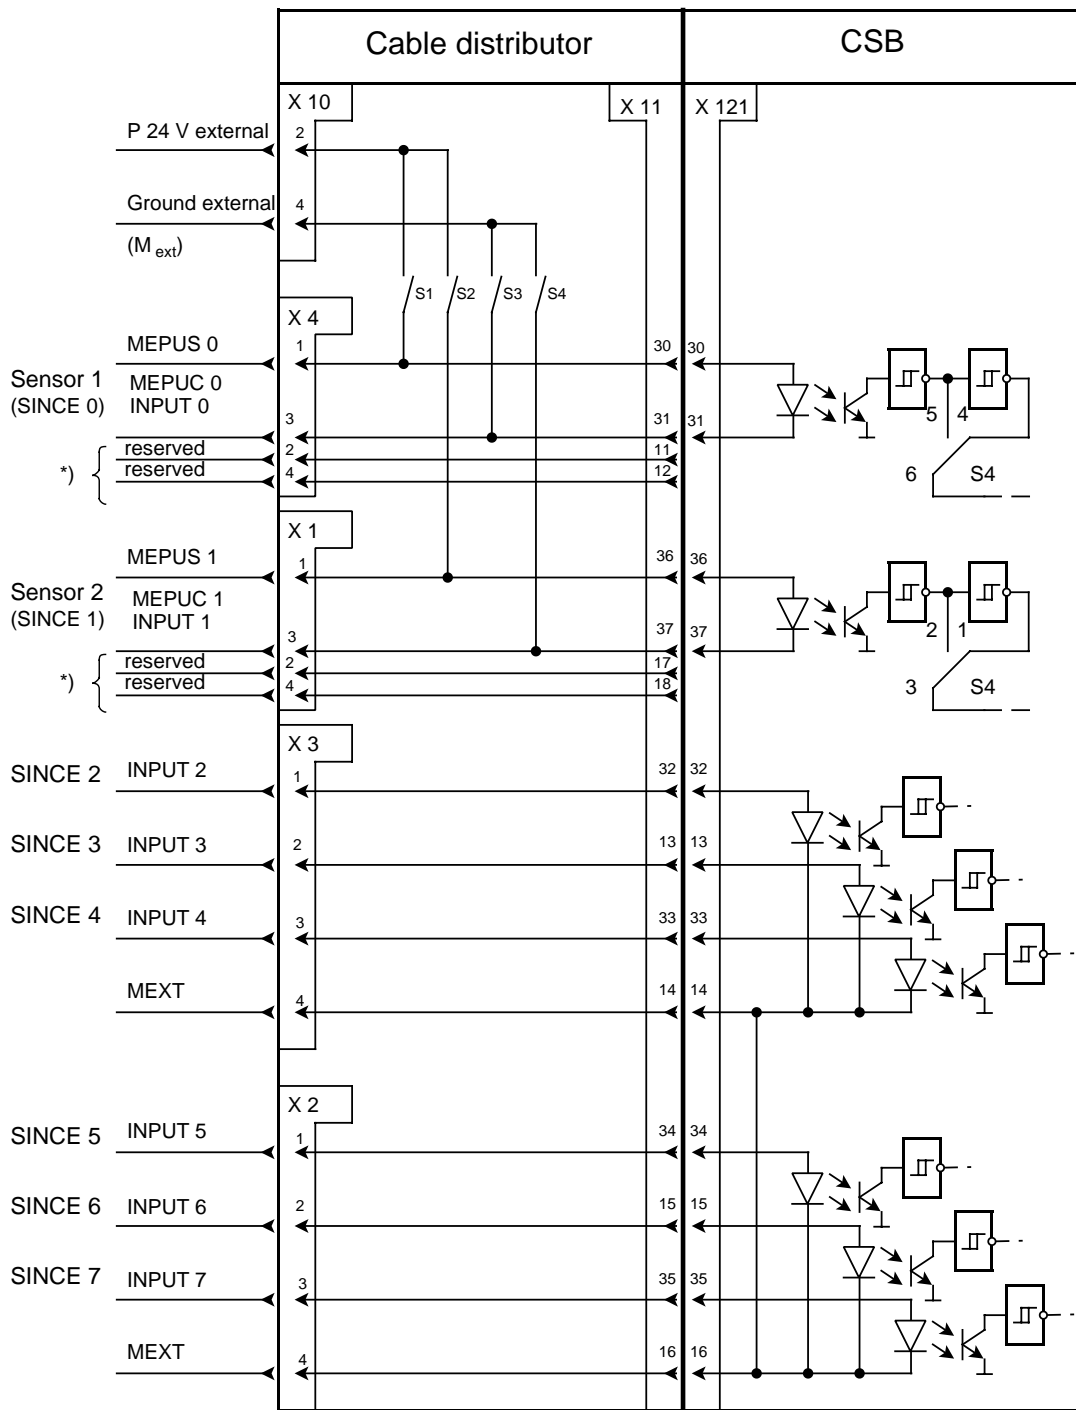 Cable distributor CSB
X 10 X 11 X 121
P 24 V external 2
Ground external 4
(M ext)
S1 S2 S3 S4
X 4
MEPUS 0 1 30 30
Sensor 1
(SINCE 0)
MEPUC 0
INPUT 0
5 4
3 31 31
reserved 2 11
*)
reserved 4 12
6 S4
X 1
MEPUS 1 1 36 36
Sensor 2
(SINCE 1)
MEPUC 1
INPUT 1
2 1
3 37 37
reserved 2 17
*)
reserved 4 18
3 S4
X 3
SINCE 2 INPUT 2 1 32 32
SINCE 3 INPUT 3 2 13 13
SINCE 4 INPUT 4 3 33 33
MEXT 4 14 14
X 2
SINCE 5 INPUT 5 1 34 34
SINCE 6 INPUT 6 2 15 15
SINCE 7 INPUT 7 3 35 35
MEXT 4 16 16